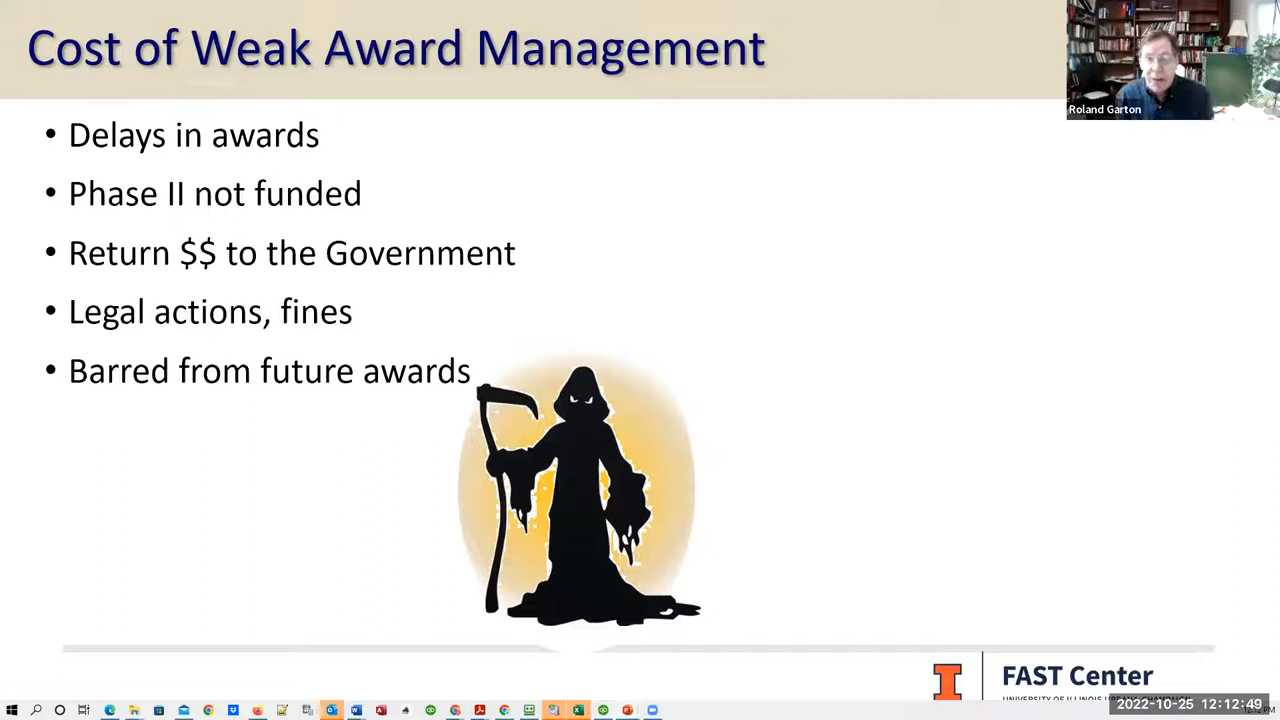 Cost of Weak Award Management
Roland Garton
• Delays in awards
• Phase II not funded
• Return $$ to the Government
• Legal actions, fines
• Barred from future awards
I
FAST Center
2022-10-25 12:12:49